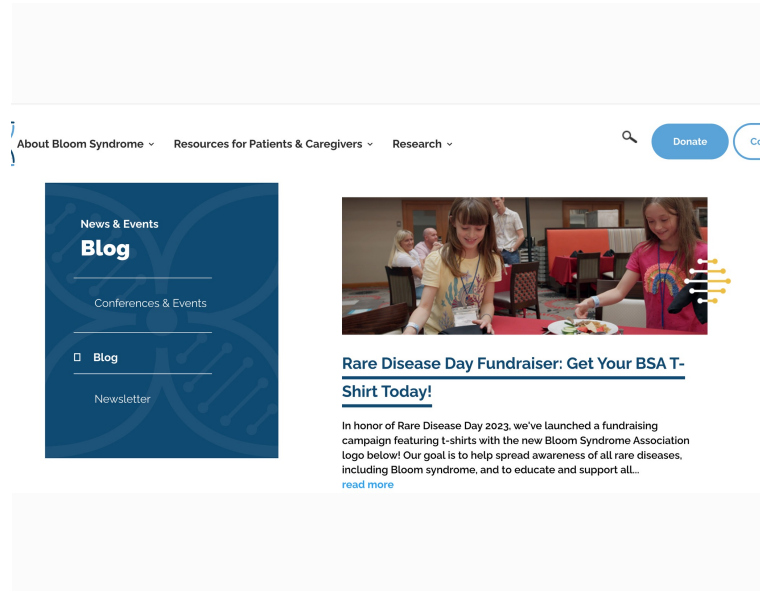 About Bloom Syndrome
Resources for Patients & Caregivers
Research
Donate
News & Events
Blog
Conferences & Events
Blog
Newsletter
Rare Disease Day Fundraiser: Get Your BSA T-
Shirt Today!
In honor of Rare Disease Day 2023, we've launched a fundraising
campaign featuring t-shirts with the new Bloom Syndrome Association
logo below! Our goal is to help spread awareness of all rare diseases,
including Bloom syndrome, and to educate and support all...
read more